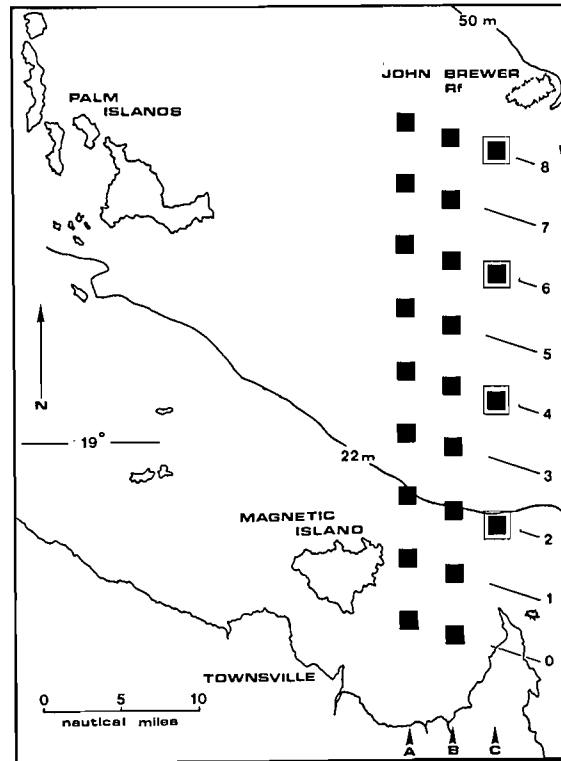 50 m
JOHN BREWER
Rf
PALM
ISLANDS
8
7
6
N
5
4
19°
22 m
3
MAGNETIC
ISLAND
2
1
0
TOWNSVILLE
0 5 10
nautical miles
A B C